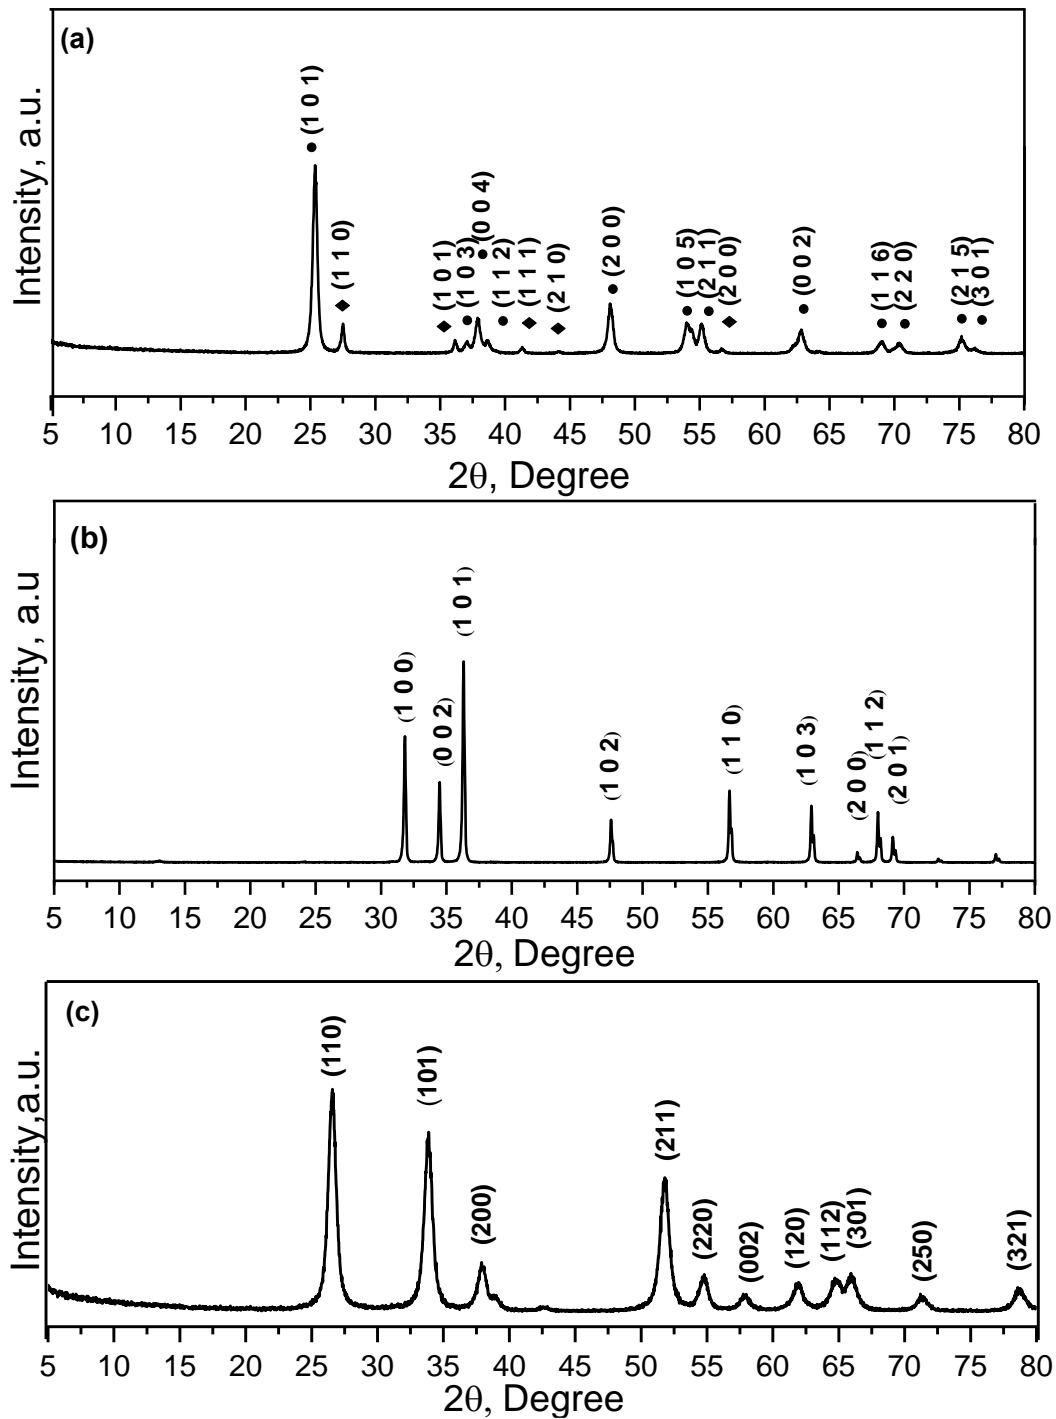 (a)
Intensity, a.u.
● (1 0 1)
◆ (1 1 0)
◆ (1 0 1)
● (1 0 3)
● (0 0 4)
● (1 1 2)
◆ (1 1 1)
◆ (2 1 0)
● (2 0 0)
● (1 0 5)
● (2 1 1)
◆ (2 0 0)
● (0 0 2)
● (1 1 6)
● (2 2 0)
● (2 1 5)
● (3 0 1)
5 10 15 20 25 30 35 40 45 50 55 60 65 70 75 80
2θ, Degree
(b)
Intensity, a.u
(1 0 0)
(0 0 2)
(1 0 1)
(1 0 2)
(1 1 0)
(1 0 3)
(2 0 0)
(1 1 2)
(2 0 1)
5 10 15 20 25 30 35 40 45 50 55 60 65 70 75 80
2θ, Degree
(c)
Intensity,a.u.
(110)
(101)
(200)
(211)
(220)
(002)
(120)
(112)
(301)
(250)
(321)
5 10 15 20 25 30 35 40 45 50 55 60 65 70 75 80
2θ, Degree